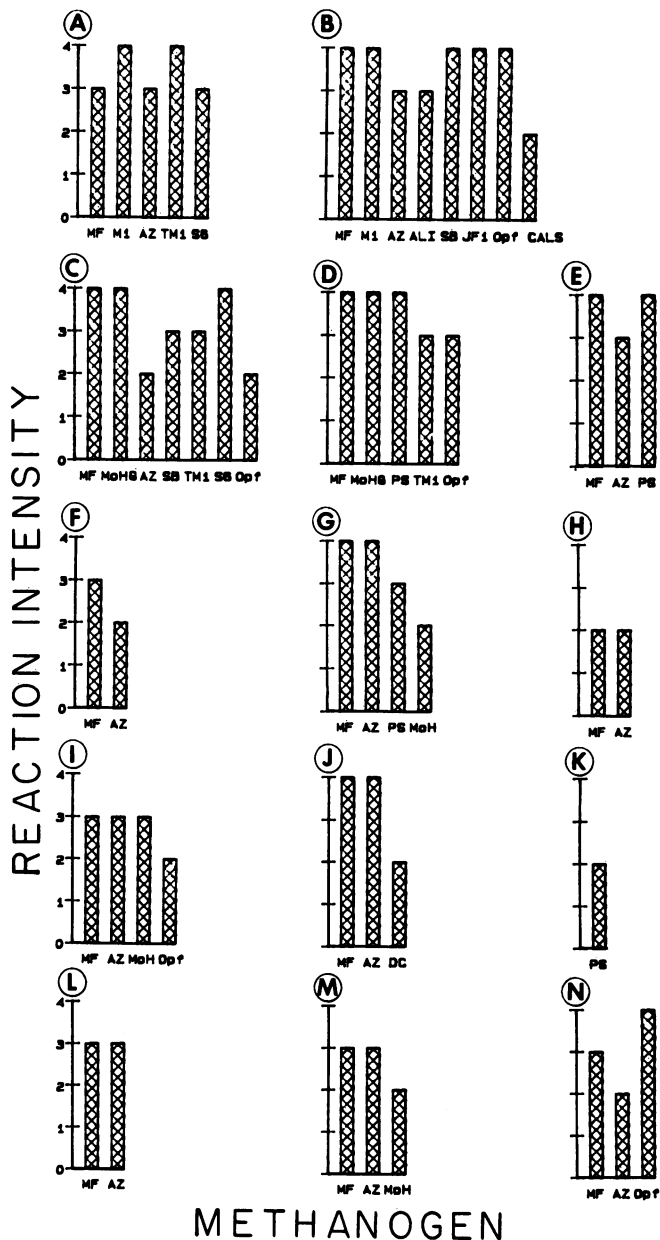 A
4
3
2
1
0
MF M1 AZ TM1 S6
B
MF M1 AZ ALI SB JF1 Opf CALS
C
4
3
2
1
0
MF MoHG AZ SB TM1 S6 Opf
D
MF MoHG PS TM1 Opf
E
MF AZ PS
F
4
3
2
1
0
MF AZ
G
MF AZ PS MoH
H
MF AZ
I
4
3
2
1
0
MF AZ MoH Opf
J
MF AZ DC
K
PS
L
4
3
2
1
0
MF AZ
M
MF AZ MoH
N
MF AZ Opf
REACTION INTENSITY
METHANOGEN